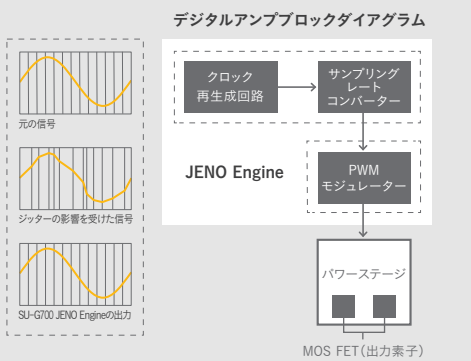 デジタルアンプブロックダイアグラム
元の信号
ジッターの影響を受けた信号
SU-G700 JENO Engineの出力
クロック
再生成回路
サンプリング
レート
コンバーター
JENO Engine
PWM
モジュレーター
パワーステージ
MOS FET(出力素子)